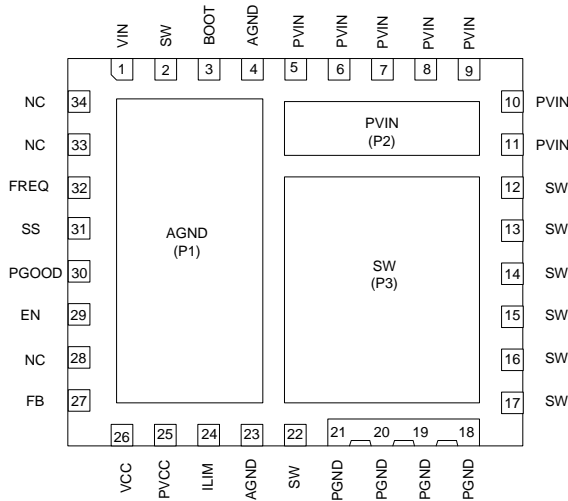 VIN SW BOOT AGND PVIN PVIN PVIN PVIN PVIN
1 2 3 4 5 6 7 8 9
NC 34 10 PVIN
PVIN
(P2)
NC 33 11 PVIN
FREQ 32 12 SW
SS 31 13 SW
AGND
(P1)
PGOOD 30 14 SW
SW
(P3)
EN 29 15 SW
NC 28 16 SW
FB 27 17 SW
26 25 24 23 22 21 20 19 18
VCC PVCC ILIM AGND SW PGND PGND PGND PGND